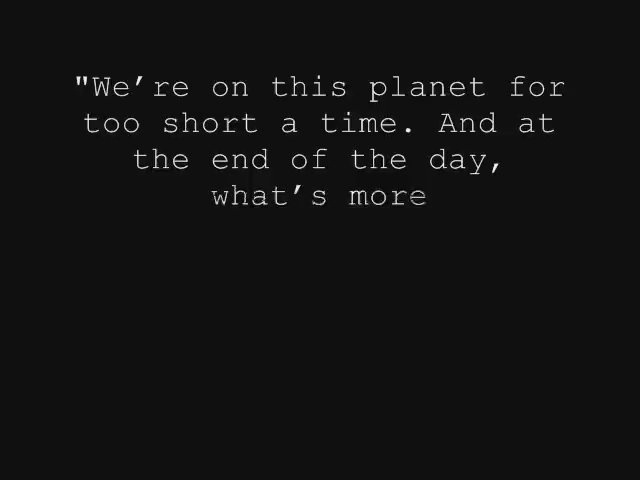 "We’re on this planet for
too short a time. And at
the end of the day,
what’s more